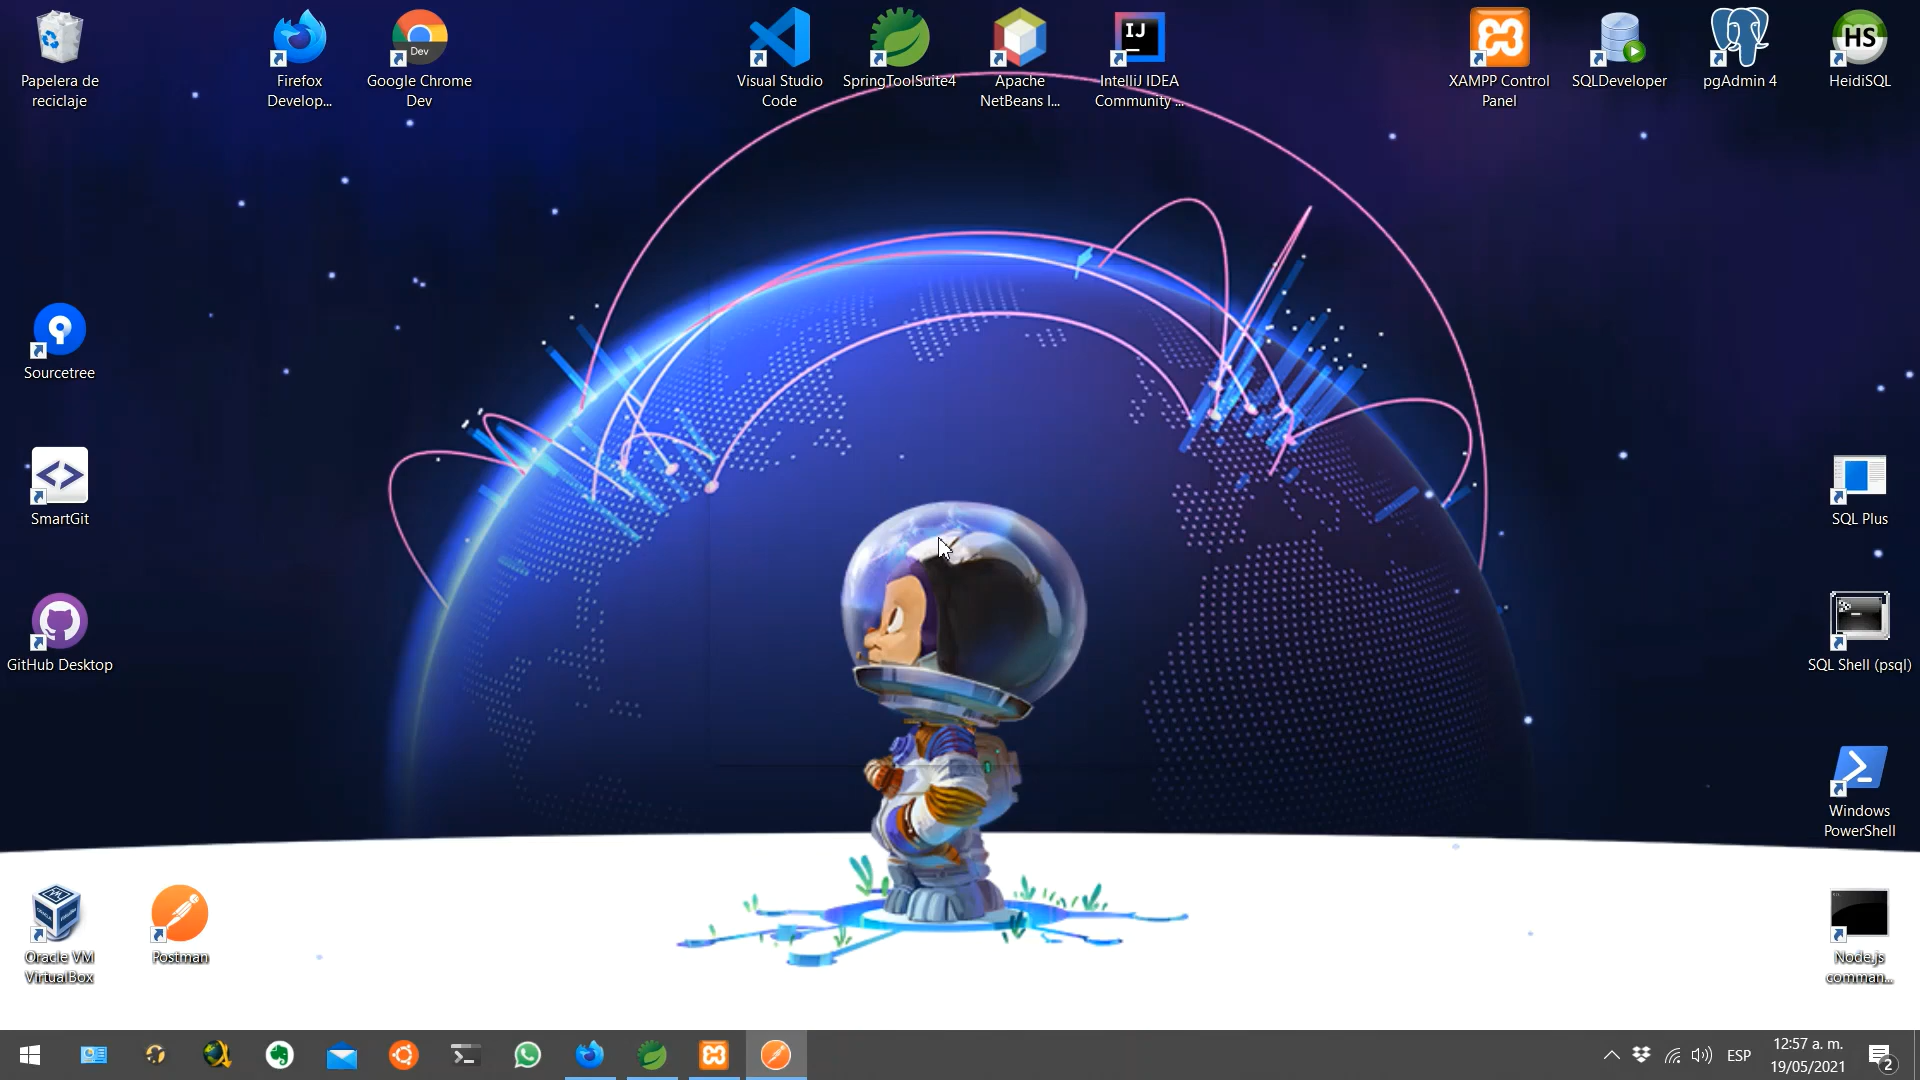 Papelera de
reciclaje
Firefox
Develop...
Dev
Google Chrome
Dev
Visual Studio
Code
SpringToolSuite4
Apache
NetBeans I...
IJ
IntelliJ IDEA
Community ...
XAMPP Control
Panel
SQLDeveloper
pgAdmin 4
HS
HeidiSQL
Sourcetree
SmartGit
SQL Plus
GitHub Desktop
SQL Shell (psql)
Windows
PowerShell
Oracle VM
VirtualBox
Postman
Node.js
comman...
ESP
12:57 a. m.
19/05/2021
2